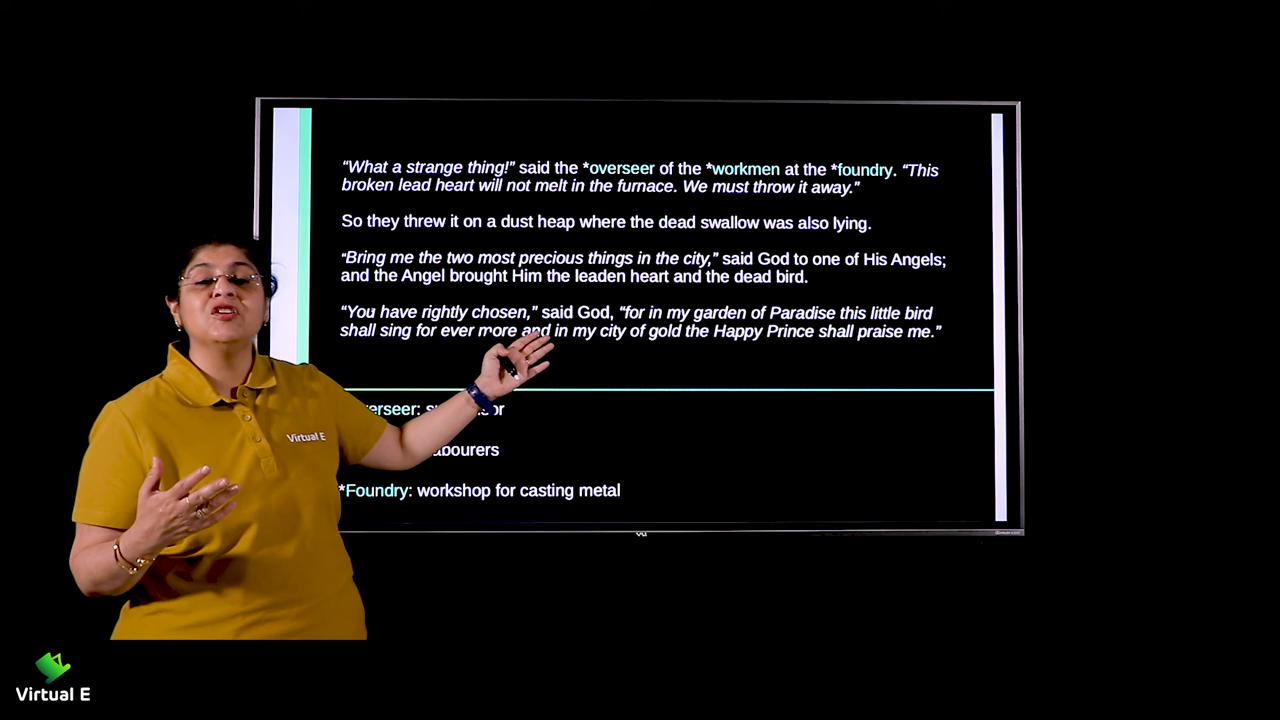 “What a strange thing!” said the *overseer of the *workmen at the *foundry. “This
broken lead heart will not melt in the furnace. We must throw it away.”
So they threw it on a dust heap where the dead swallow was also lying.
“Bring me the two most precious things in the city,” said God to one of His Angels;
and the Angel brought Him the leaden heart and the dead bird.
“You have rightly chosen,” said God, “for in my garden of Paradise this little bird
shall sing for ever more and in my city of gold the Happy Prince shall praise me.”
*Foundry: workshop for casting metal
Virtual E
vu
Virtual E